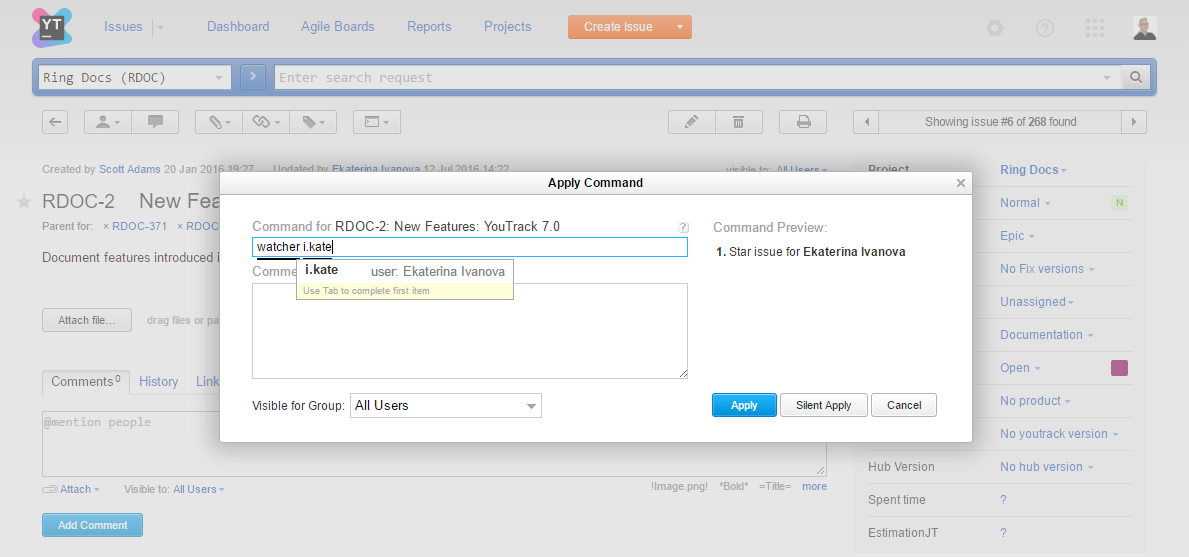 YT
Issues
Dashboard
Agile Boards
Reports
Projects
Create Issue
Ring Docs (RDOC)
Enter search request
Showing issue #6 of 268 found
Created by Scott Adams 20 Jan 2016 19:27 Updated by Ekaterina Ivanova 12 Jul 2016 14:22
visible to: All Users
RDOC-2 New Fea
Parent for: × RDOC-371 × RDOC
Document features introduced i
Attach file...
drag files or pa
Comments 0
History
Link
@mention people
Attach
Visible to: All Users
!Image.png! *Bold* =Title= more
Add Comment
Apply Command
Command for RDOC-2: New Features: YouTrack 7.0
?
watcher i.kate
Comme
i.kate user: Ekaterina Ivanova
Use Tab to complete first item
Visible for Group: All Users
Command Preview:
1. Star issue for Ekaterina Ivanova
Apply
Silent Apply
Cancel
Project Ring Docs
Normal N
Epic
No Fix versions
Unassigned
Documentation
Open
No product
No youtrack version
Hub Version No hub version
Spent time ?
EstimationJT ?